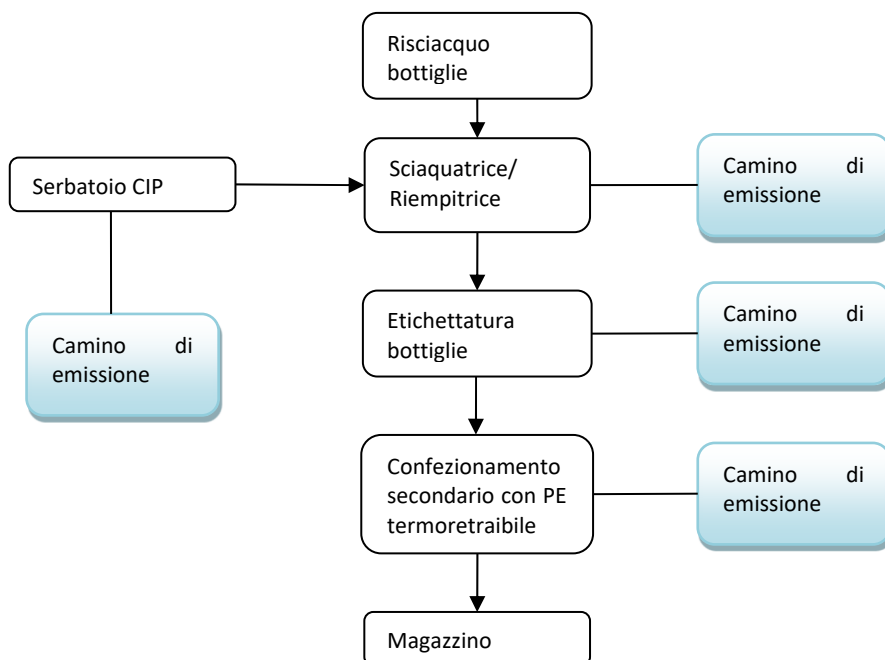 Risciacquo
bottiglie
Serbatoio CIP
Sciaquatrice/
Riempitrice
Camino di
emissione
Camino di
emissione
Etichettatura
bottiglie
Camino di
emissione
Confezionamento
secondario con PE
termoretraibile
Camino di
emissione
Magazzino